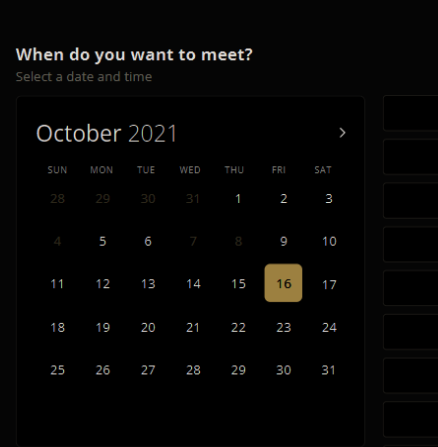 When do you want to meet?
Select a date and time
October 2021
SUN MON TUE WED THU FRI SAT
28 29 30 31 1 2 3
4 5 6 7 8 9 10
11 12 13 14 15 16 17
18 19 20 21 22 23 24
25 26 27 28 29 30 31